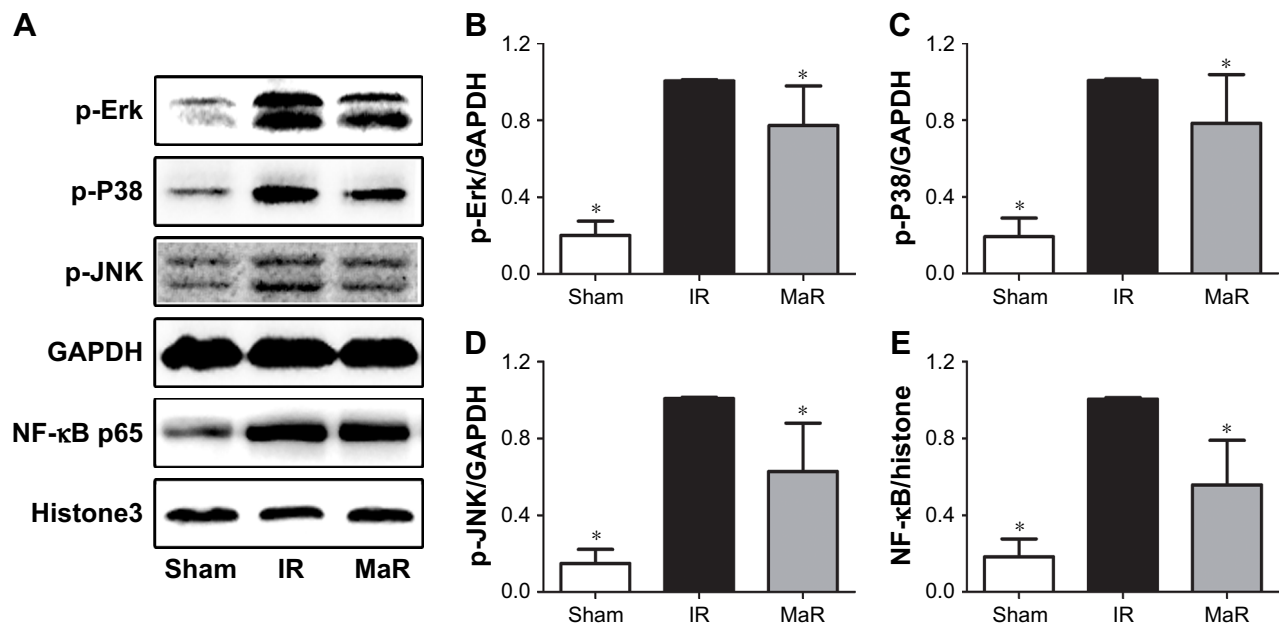 A
p-Erk
p-P38
p-JNK
GAPDH
NF-κB p65
Histone3
Sham IR MaR
B
p-Erk/GAPDH
1.2
0.8
0.4
0.0
*
*
Sham IR MaR
C
p-P38/GAPDH
1.2
0.8
0.4
0.0
*
*
Sham IR MaR
D
p-JNK/GAPDH
1.2
0.8
0.4
0.0
*
*
Sham IR MaR
E
NF-κB/histone
1.2
0.8
0.4
0.0
*
*
Sham IR MaR